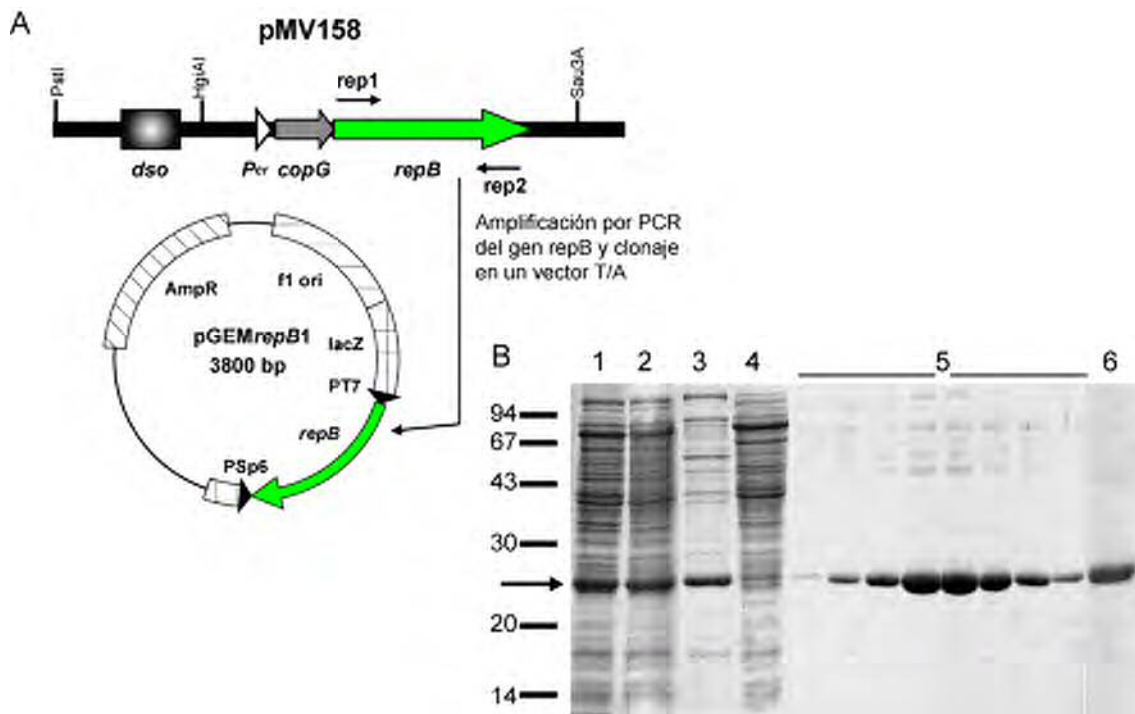 A
pMV158
PstI
HgiAI
rep1
Sau3A
dso
Pcr
copG
repB
rep2
Amplificación por PCR
del gen repB y clonaje
en un vector T/A
AmpR
f1 ori
pGEMrepB1
3800 bp
lacZ
PT7
repB
PSp6
B
1 2 3 4 5 6
94
67
43
30
20
14